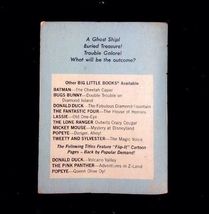 A Ghost Ship!
Buried Treasure!
Trouble Galore!
What will be the outcome?
Other BIG LITTLE BOOKS Available
BATMAN—The Cheetah Caper
BUGS BUNNY—Double Trouble on
Diamond Island
DONALD DUCK—The Fabulous Diamond Fountain
THE FANTASTIC FOUR—The House of Horrors
LASSIE—Old One-Eye
THE LONE RANGER Outwits Crazy Cougar
MICKEY MOUSE—Mystery at Disneyland
POPEYE—Danger, Ahoy!
TWEETY AND SYLVESTER—The Magic Voice
The Following Titles Feature "Flip-It" Cartoon
Pages – Back by Popular Demand!
DONALD DUCK—Volcano Valley
THE PINK PANTHER—Adventures in Z-Land
POPEYE—Queen Olive Oyl